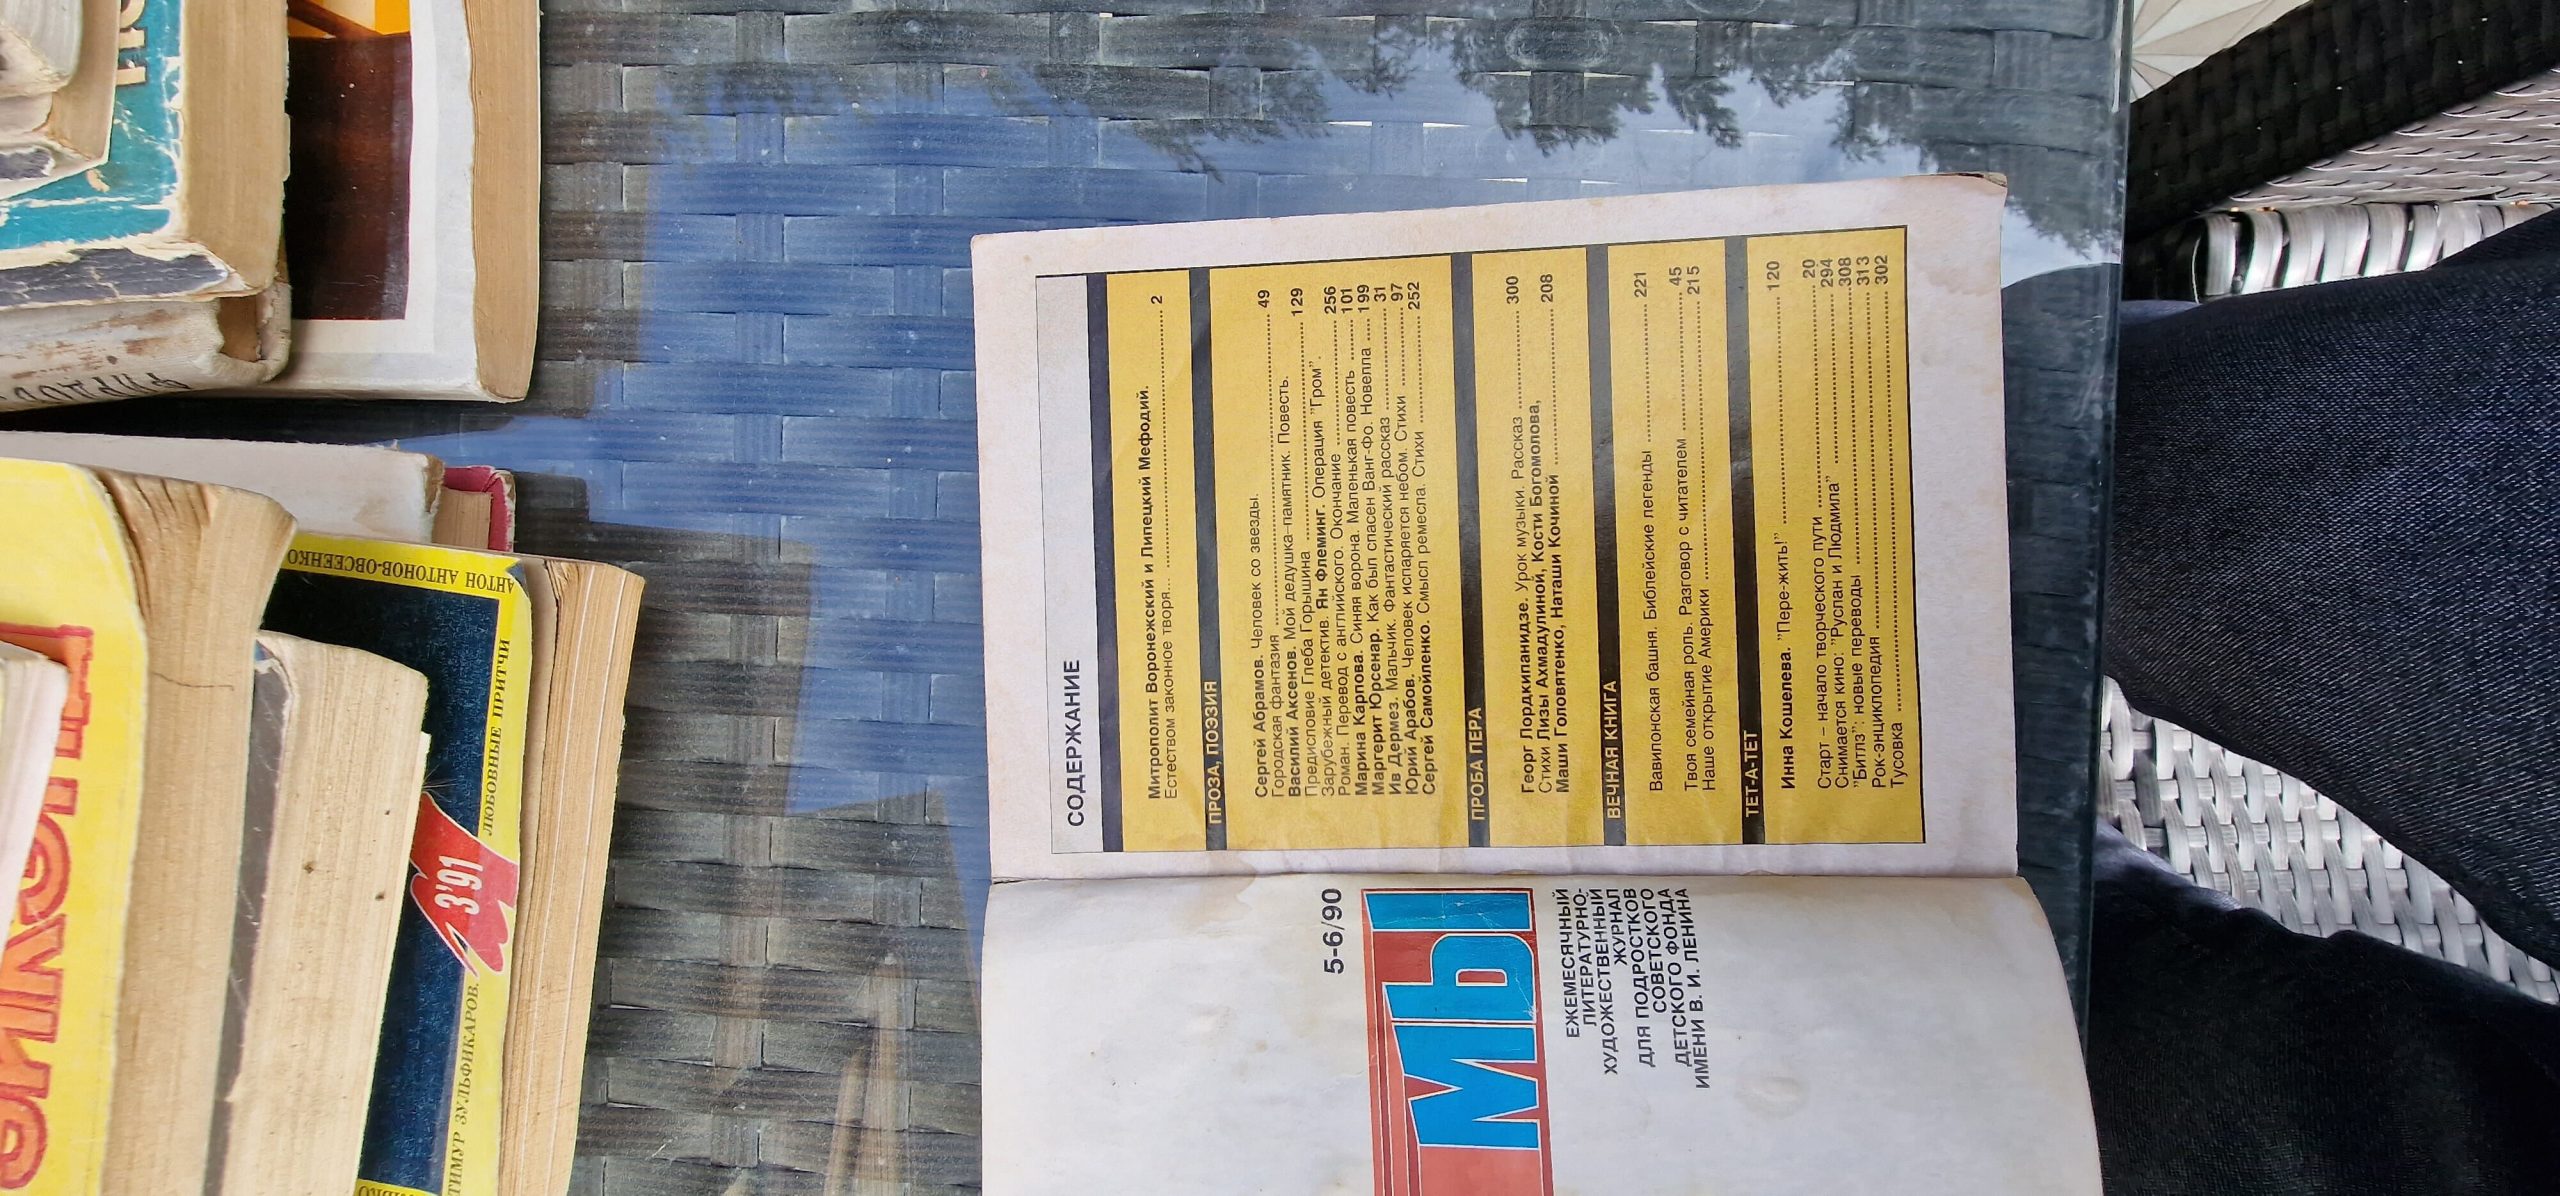 СОДЕРЖАНИЕ
Митрополит Воронежский и Липецкий Мефодий.
Естеством законное творя... 2
ПРОЗА, ПОЭЗИЯ
Сергей Абрамов. Человек со звезды.
Городская фантазия 49
Василий Аксенов. Мой дедушка–памятник. Повесть.
Предисловие Глеба Горышина 129
Зарубежный детектив. Ян Флеминг. Операция "Гром".
Роман. Перевод с английского. Окончание 256
Марина Карпова. Синяя ворона. Маленькая повесть 101
Маргерит Юрсенар. Как был спасен Ванг-Фо. Новелла 199
Ив Дермез. Мальчик. Фантастический рассказ 31
Юрий Арабов. Человек испаряется небом. Стихи 97
Сергей Самойленко. Смысл ремесла. Стихи 252
ПРОБА ПЕРА
Георг Лордкипанидзе. Урок музыки. Рассказ 300
Стихи Лизы Ахмадулиной, Кости Богомолова,
Маши Головятенко, Наташи Кочиной 208
ВЕЧНАЯ КНИГА
Вавилонская башня. Библейские легенды 221
Твоя семейная роль. Разговор с читателем 45
Наше открытие Америки 215
ТЕТ-А-ТЕТ
Инна Кошелева. "Пере-жить!" 120
Старт – начало творческого пути 20
Снимается кино: "Руслан и Людмила" 294
"Битлз": новые переводы 308
Рок-энциклопедия 313
Тусовка 302
5-6/90
МЫ
ЕЖЕМЕСЯЧНЫЙ
ЛИТЕРАТУРНО-
ХУДОЖЕСТВЕННЫЙ
ЖУРНАЛ
ДЛЯ ПОДРОСТКОВ
СОВЕТСКОГО
ДЕТСКОГО ФОНДА
ИМЕНИ В. И. ЛЕНИНА
АНТОН АНТОНОВ-ОВСЕЕНКО
ТИМУР ЗУЛЬФИКАРОВ. ЛЮБОВНЫЕ ПРИТЧИ
3'91